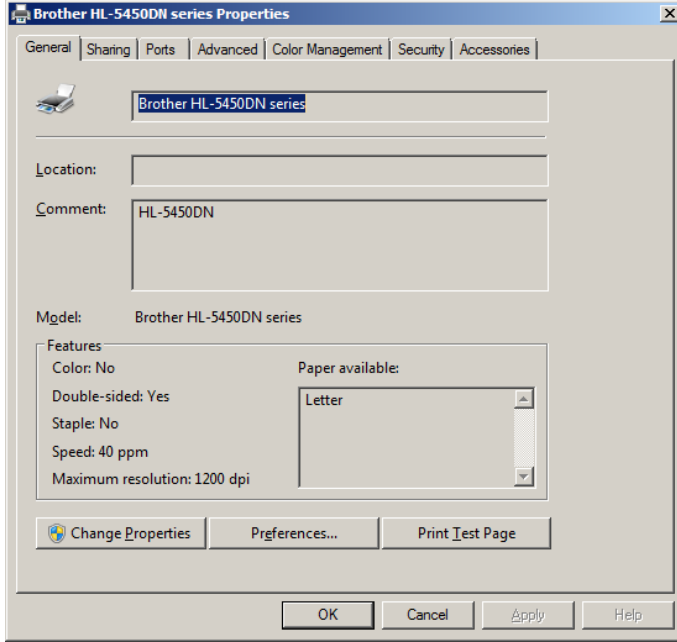 Brother HL-5450DN series Properties
General Sharing Ports Advanced Color Management Security Accessories
Brother HL-5450DN series
Location:
Comment: HL-5450DN
Model: Brother HL-5450DN series
Features
Color: No Paper available:
Double-sided: Yes Letter
Staple: No
Speed: 40 ppm
Maximum resolution: 1200 dpi
Change Properties Preferences... Print Test Page
OK Cancel Apply Help